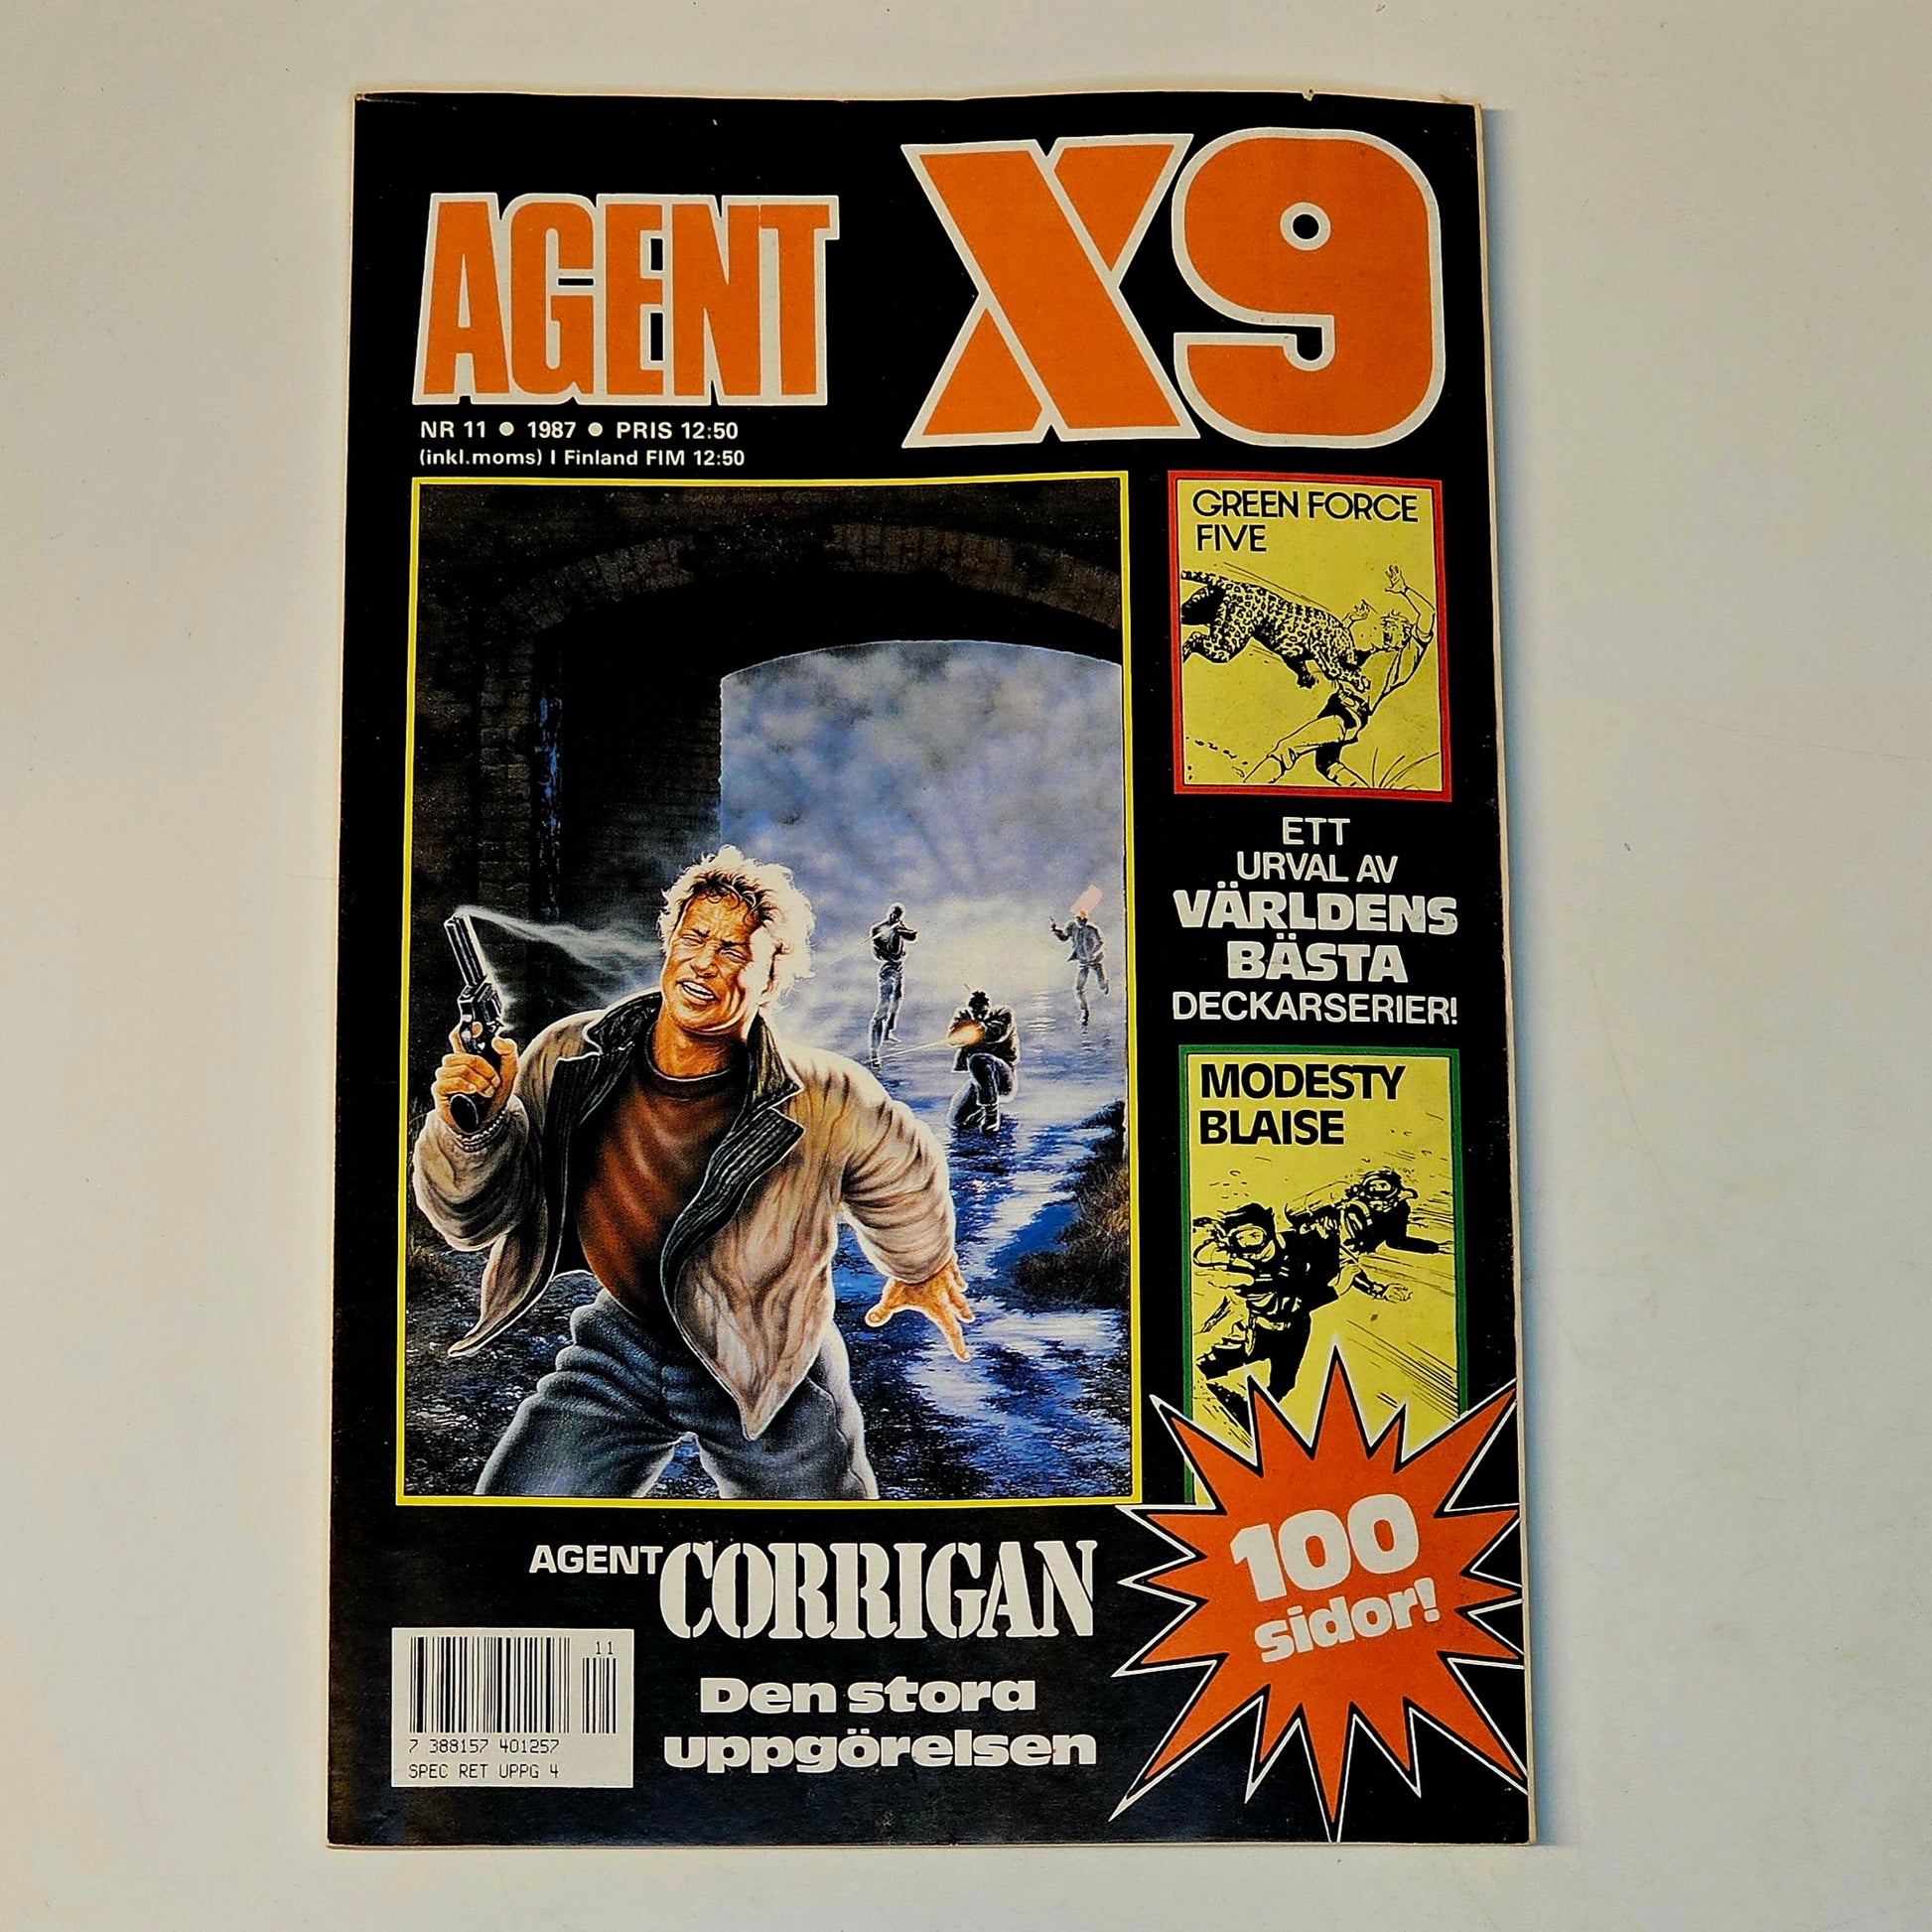 AGENT X9
NR 11 ● 1987 ● PRIS 12:50
(inkl.moms) I Finland FIM 12:50
GREEN FORCE
FIVE
ETT
URVAL AV
VÄRLDENS
BÄSTA
DECKARSERIER!
MODESTY
BLAISE
100
sidor!
AGENT CORRIGAN
Den stora
uppgörelsen
11
7 388157 401257
SPEC RET UPPG 4